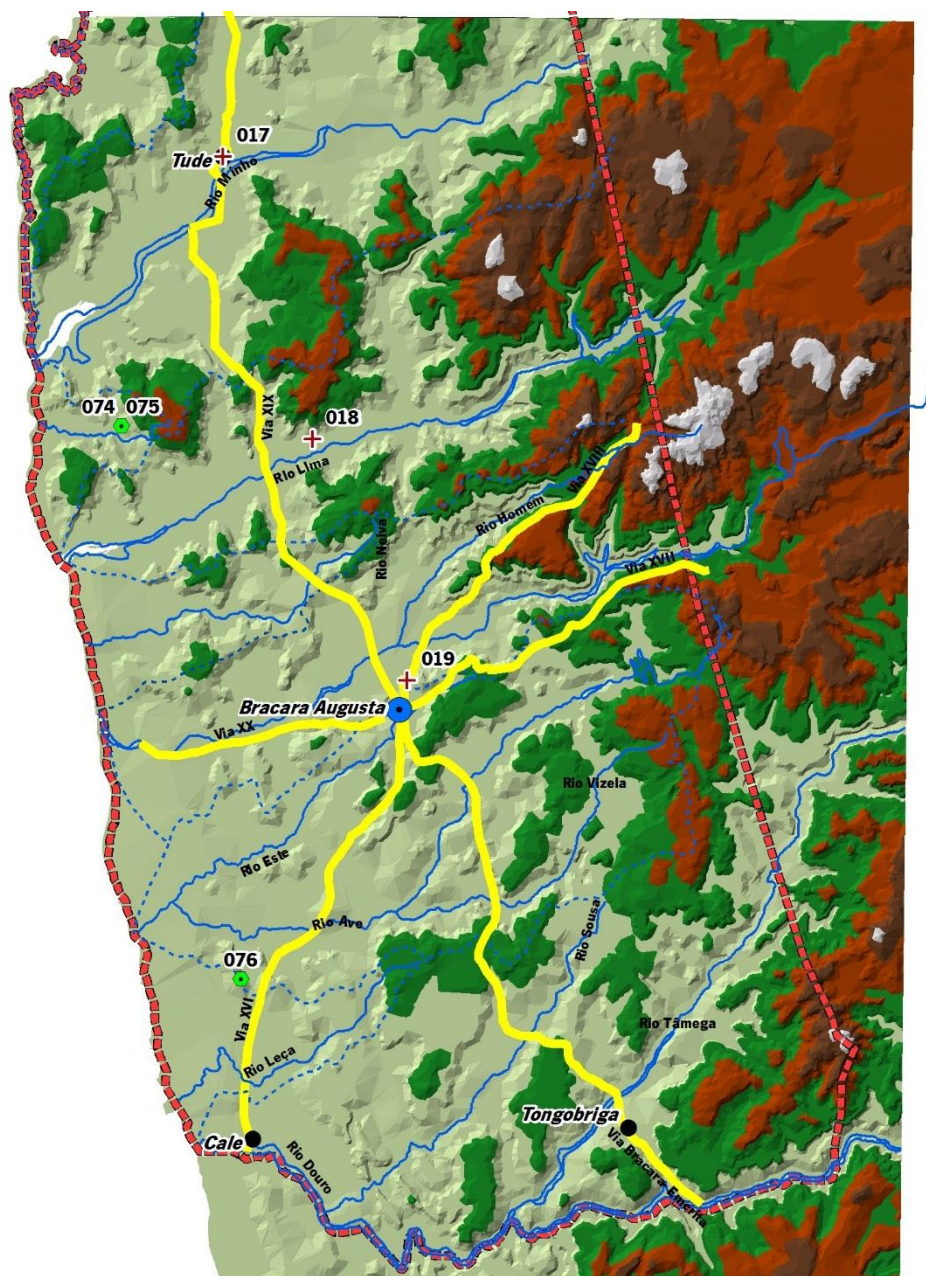 017
Tude
Rio Minho
074 075
018
Via XIX
Rio Lima
Via XVIII
Rio Homem
Rio Neiva
Via XVII
019
Bracara Augusta
Via XX
Rio Vizela
Rio Este
Rio Ave
Rio Sousa
076
Via XVI
Rio Tâmega
Rio Leça
Tongobriga
Cale
Rio Douro
Via Bracara Emerita